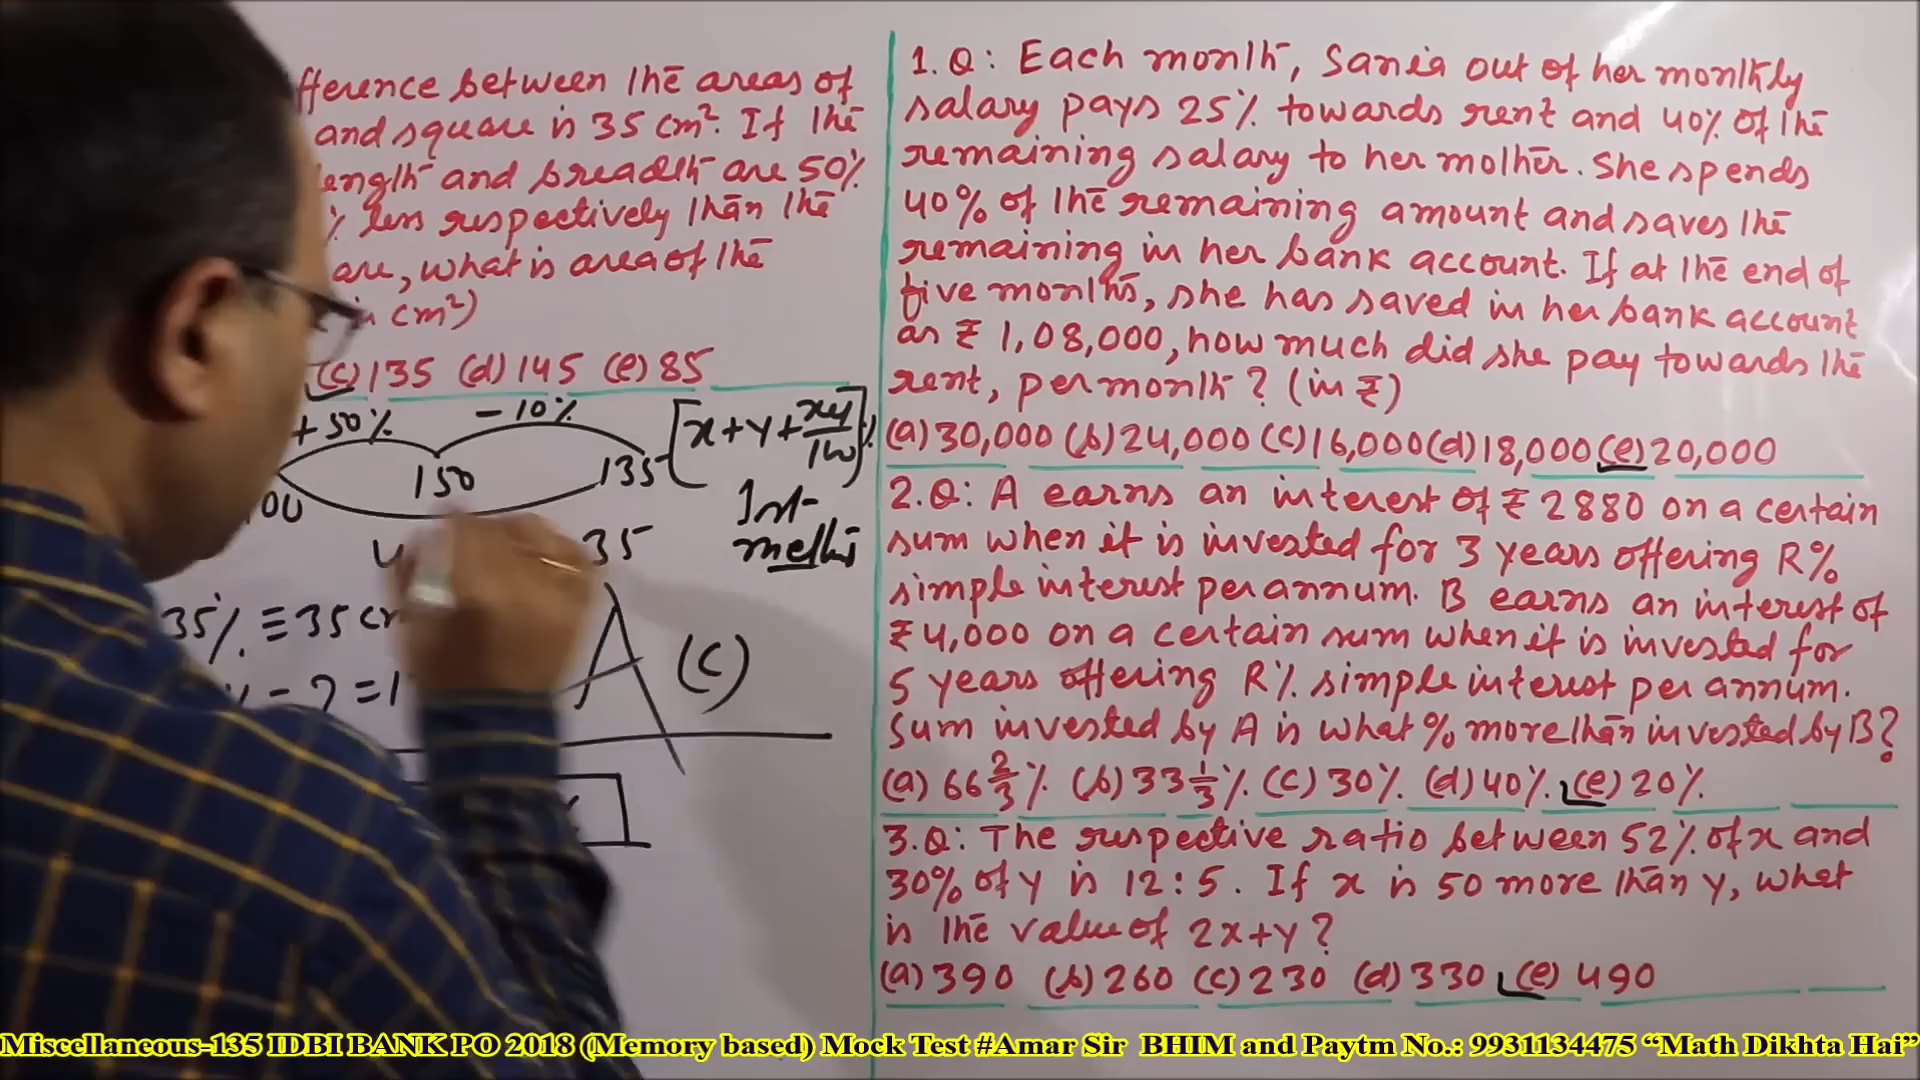 fference between the areas of
and square is 35 cm². If the
length and breadth are 50%
% less respectively than the
are, what is area of the
in cm²)
(c) 135 (d) 145 (e) 85
+50% -10% [x+y+xy/100]%
100 150 135
Ist
method
35
35% ≡ 35 cm
(c)
1.Q: Each month, Sania out of her monthly
salary pays 25% towards rent and 40% of the
remaining salary to her mother. She spends
40% of the remaining amount and saves the
remaining in her bank account. If at the end of
five months, she has saved in her bank account
as ₹ 1,08,000, how much did she pay towards the
rent, per month? (in ₹)
(a) 30,000 (b) 24,000 (c) 16,000 (d) 18,000 (e) 20,000
2.Q: A earns an interest of ₹ 2880 on a certain
sum when it is invested for 3 years offering R%
simple interest per annum. B earns an interest of
₹ 4,000 on a certain sum when it is invested for
5 years offering R% simple interest per annum.
Sum invested by A is what % more than invested by B?
(a) 66 2/3% (b) 33 1/3% (c) 30% (d) 40% (e) 20%
3.Q: The respective ratio between 52% of x and
30% of y is 12:5. If x is 50 more than y, what
is the value of 2x+y?
(a) 390 (b) 260 (c) 230 (d) 330 (e) 490
Miscellaneous-135 IDBI BANK PO 2018 (Memory based) Mock Test #Amar Sir BHIM and Paytm No.: 9931134475 “Math Dikhta Hai”